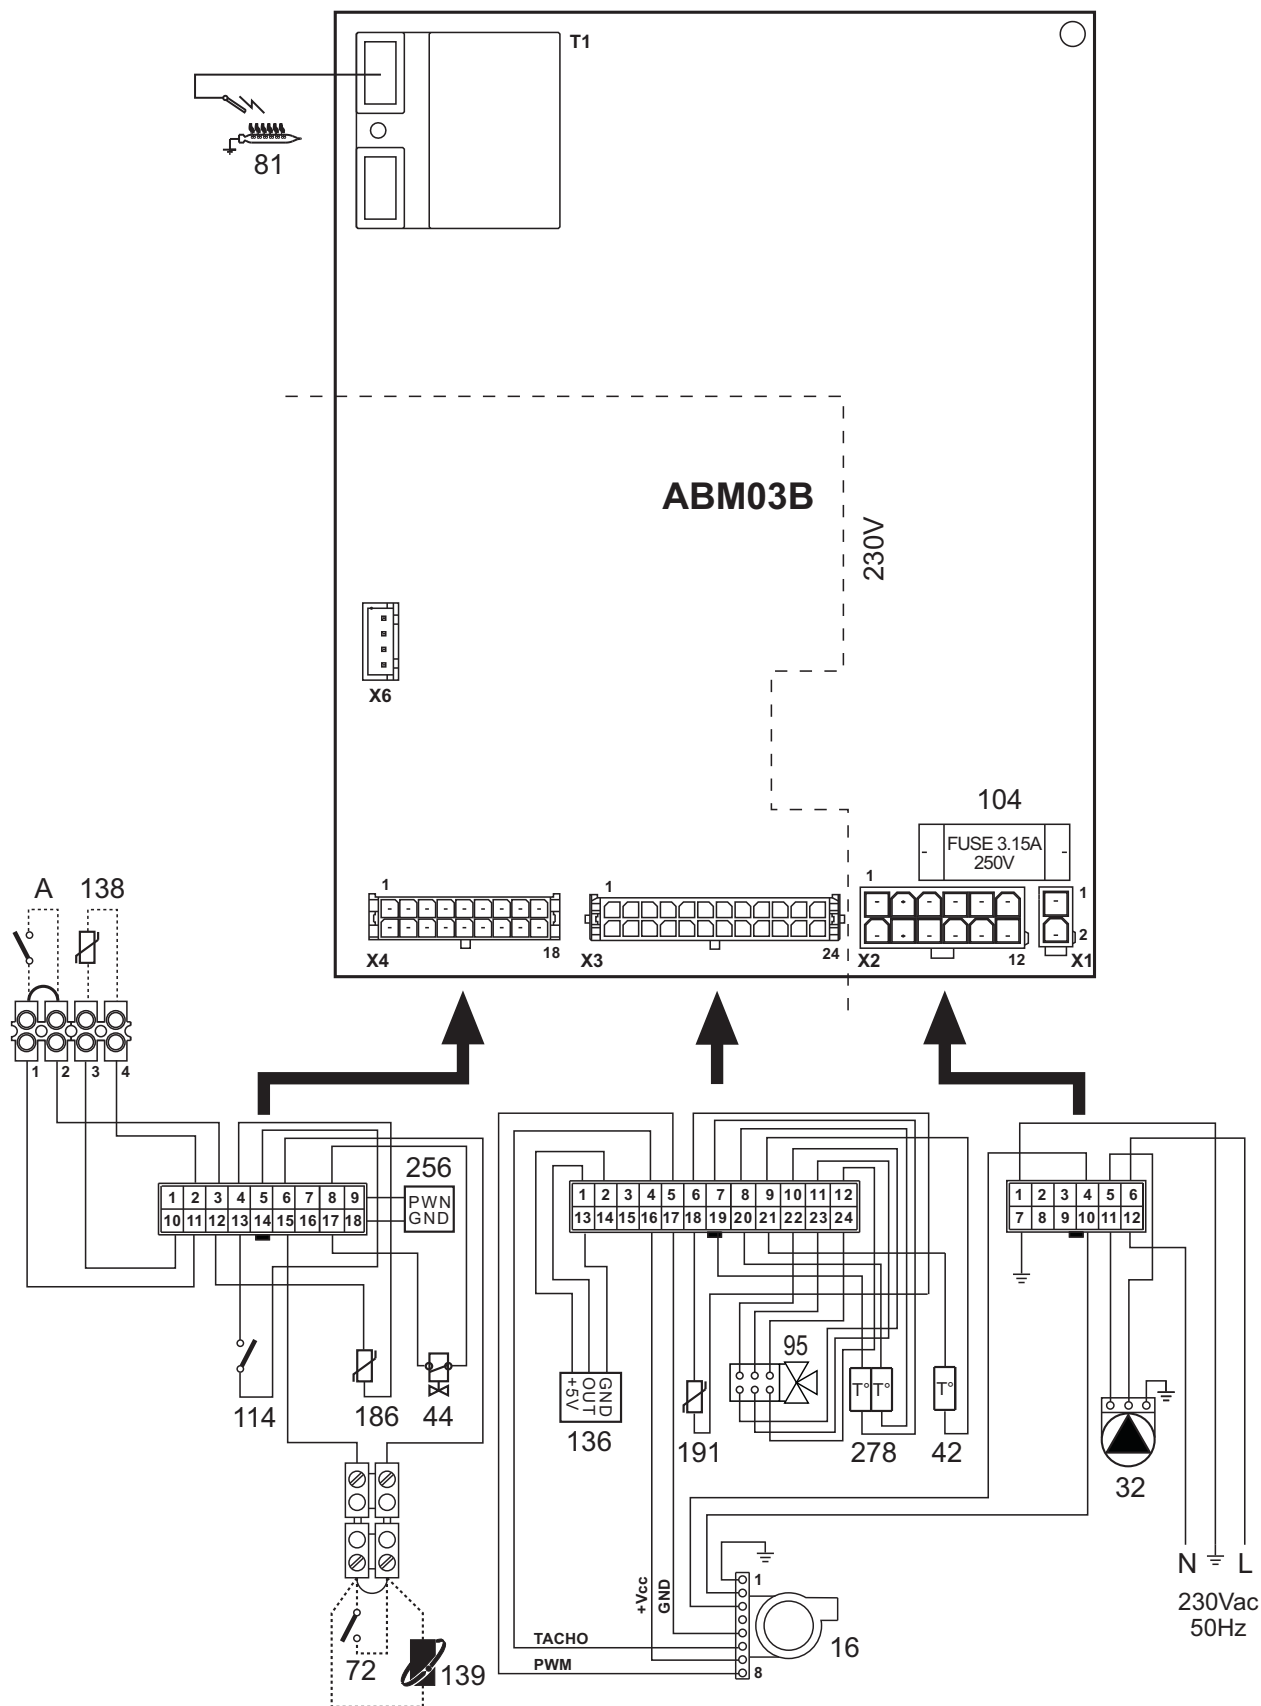 T1
81
ABM03B
230V
X6
104
FUSE 3.15A
250V
1
18
X4
1
24
X3
1
12
X2
1
2
X1
A 138
1 2 3 4
256
PWN
GND
1 2 3 4 5 6 7 8 9
10 11 12 13 14 15 16 17 18
1 2 3 4 5 6 7 8 9 10 11 12
13 14 15 16 17 18 19 20 21 22 23 24
1 2 3 4 5 6
7 8 9 10 11 12
114
186
44
+5V
OUT
GND
136
191
95
T° T°
278
T°
42
32
N L
230Vac
50Hz
+Vcc
GND
TACHO
PWM
1
8
16
72
139